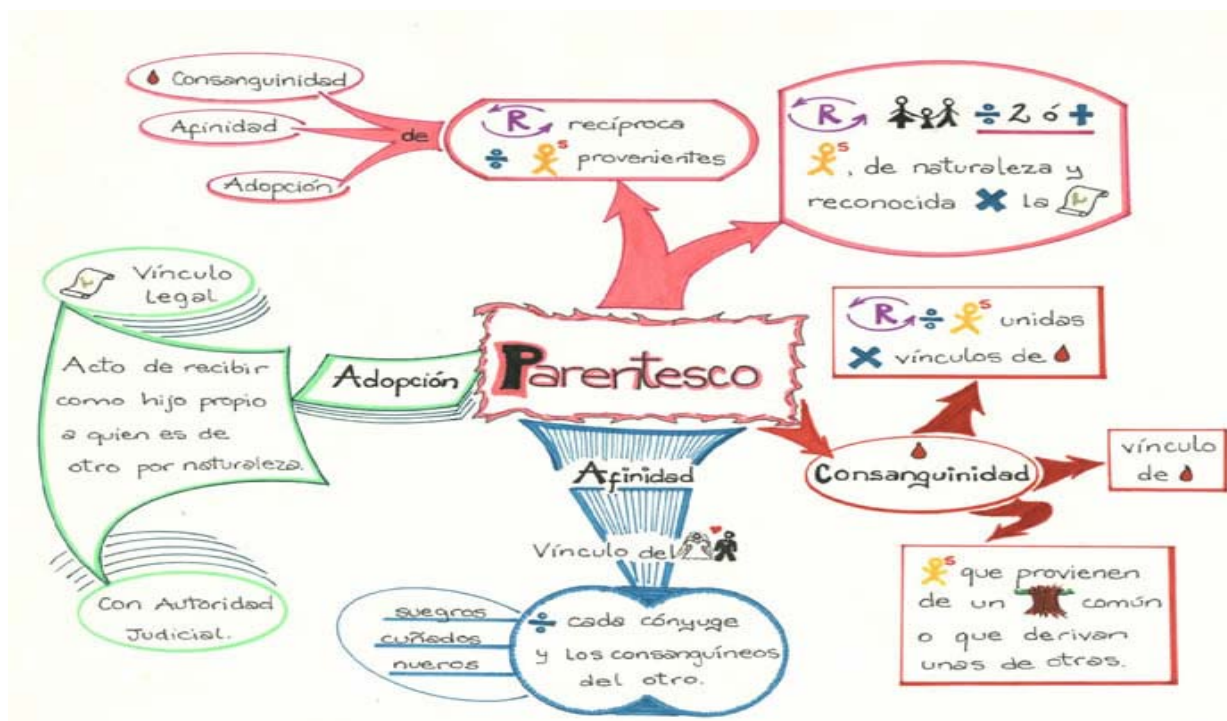 Consanguinidad
Afinidad
Adopción
de
R recíproca
÷ s provenientes
R ÷ 2 ó +
s, de naturaleza y
reconocida X la
Vínculo
legal
Acto de recibir
como hijo propio
a quien es de
otro por naturaleza.
Con Autoridad
Judicial.
Adopción
Parentesco
Afinidad
Vínculo del
÷ cada cónyuge
y los consanguíneos
del otro.
suegros
cuñados
nueros
Consanguinidad
R ÷ s unidas
X vínculos de
vínculo
de
s que provienen
de un común
o que derivan
unas de otras.